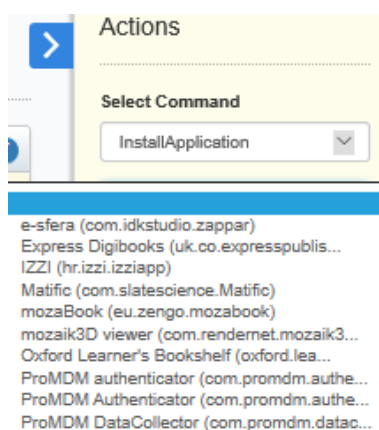 Actions
Select Command
InstallApplication
e-sfera (com.idkstudio.zappar)
Express Digibooks (uk.co.expresspublis...
IZZI (hr.izzi.izziapp)
Matific (com.slatescience.Matific)
mozaBook (eu.zengo.mozabook)
mozaik3D viewer (com.rendernet.mozaik3...
Oxford Learner's Bookshelf (oxford.lea...
ProMDM authenticator (com.promdm.authe...
ProMDM Authenticator (com.promdm.authe...
ProMDM DataCollector (com.promdm.datac...